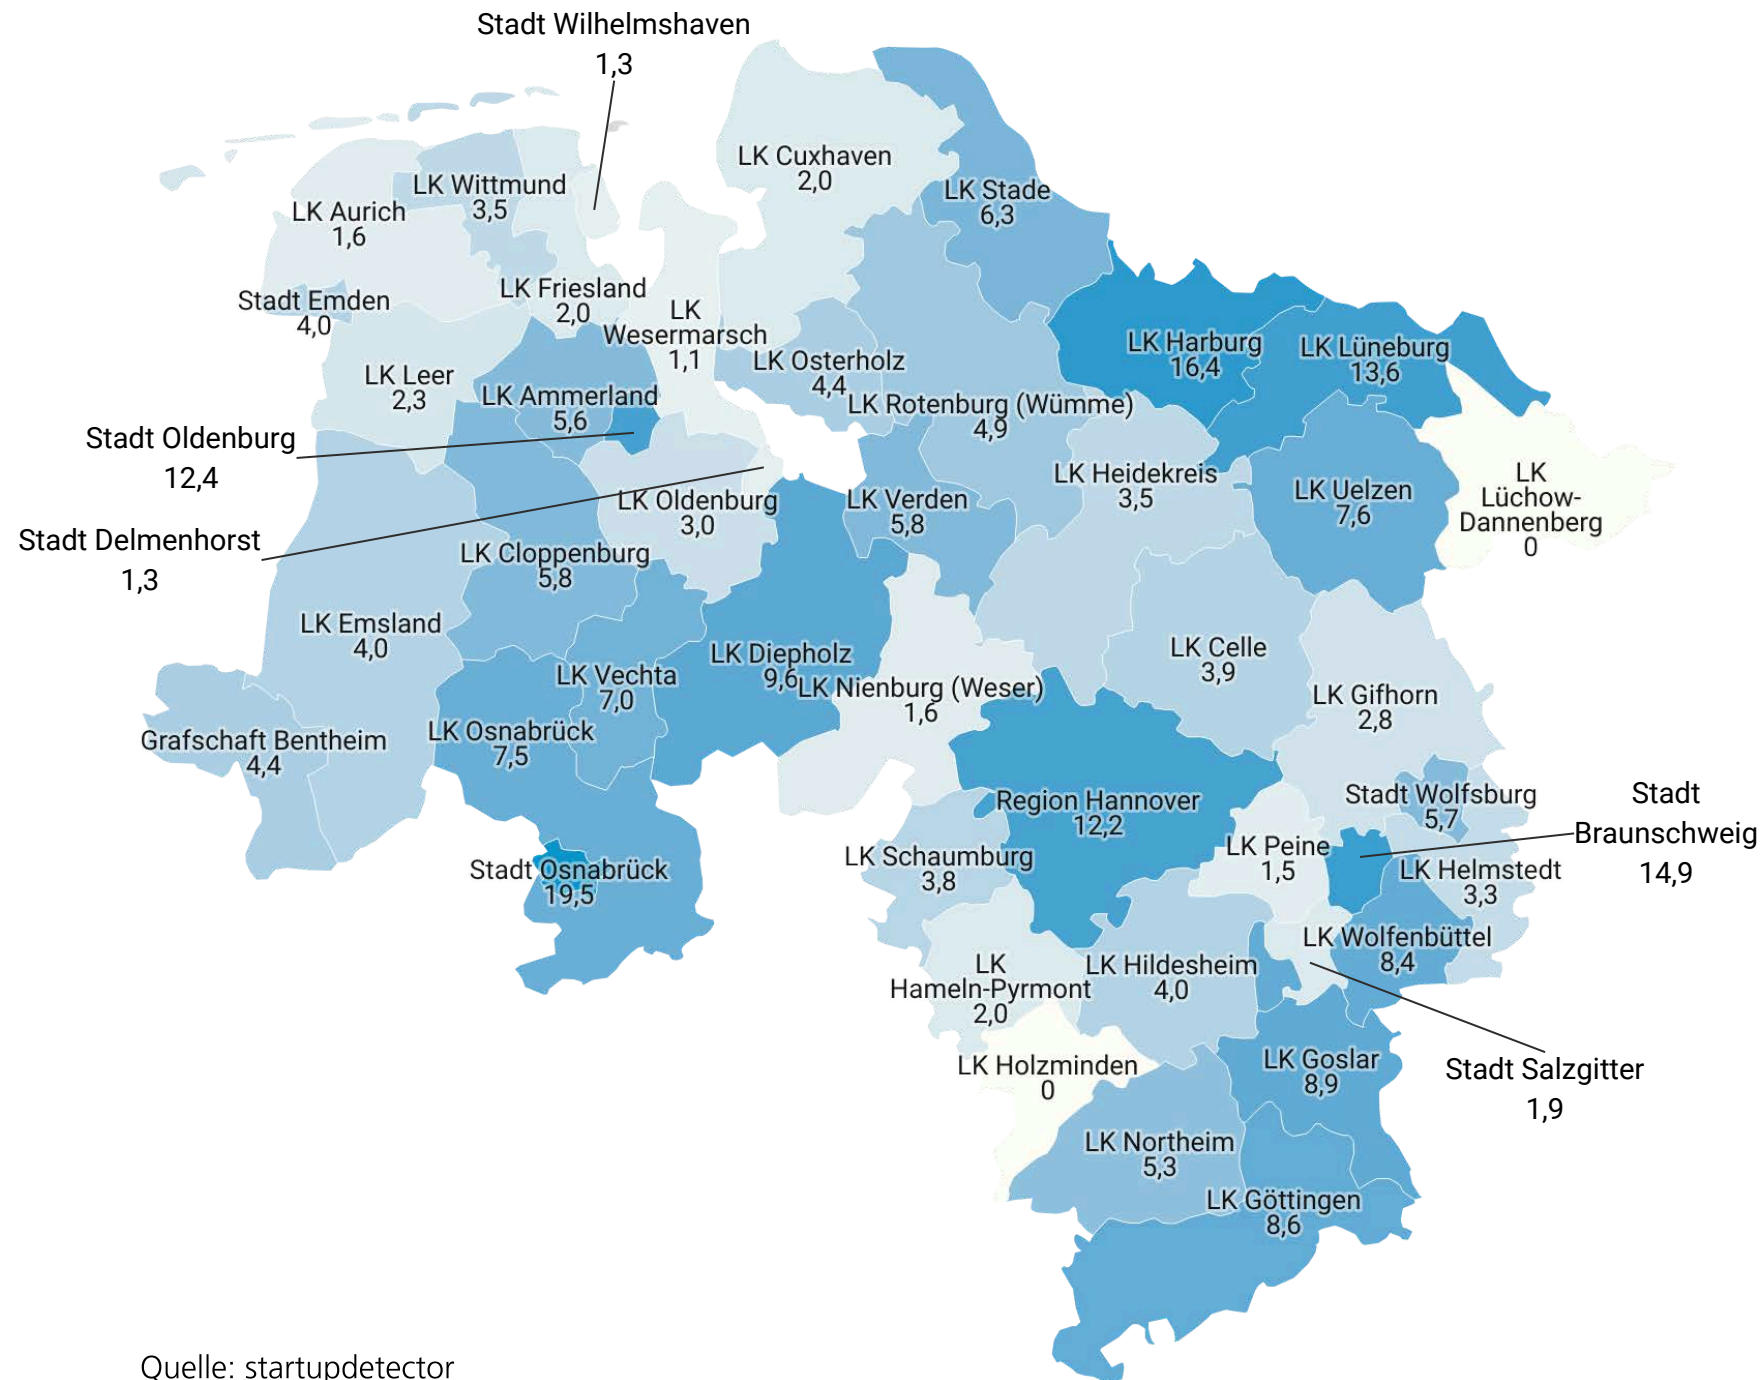 Stadt Wilhelmshaven
1,3
LK Cuxhaven
2,0
LK Wittmund
3,5
LK Stade
6,3
LK Aurich
1,6
Stadt Emden
4,0
LK Friesland
2,0
LK
Wesermarsch
1,1
LK Harburg
16,4
LK Lüneburg
13,6
LK Osterholz
4,4
LK Leer
2,3
LK Ammerland
5,6
LK Rotenburg (Wümme)
4,9
Stadt Oldenburg
12,4
LK Heidekreis
3,5
LK Uelzen
7,6
LK
Lüchow-
Dannenberg
0
LK Oldenburg
3,0
LK Verden
5,8
Stadt Delmenhorst
1,3
LK Cloppenburg
5,8
LK Emsland
4,0
LK Diepholz
9,6
LK Celle
3,9
LK Vechta
7,0
LK Nienburg (Weser)
1,6
LK Gifhorn
2,8
Grafschaft Bentheim
4,4
LK Osnabrück
7,5
Region Hannover
12,2
Stadt Wolfsburg
5,7
Stadt
Braunschweig
14,9
LK Peine
1,5
LK Schaumburg
3,8
Stadt Osnabrück
19,5
LK Helmstedt
3,3
LK Wolfenbüttel
8,4
LK
Hameln-Pyrmont
2,0
LK Hildesheim
4,0
LK Holzminden
0
LK Goslar
8,9
Stadt Salzgitter
1,9
LK Northeim
5,3
LK Göttingen
8,6
Quelle: startupdetector